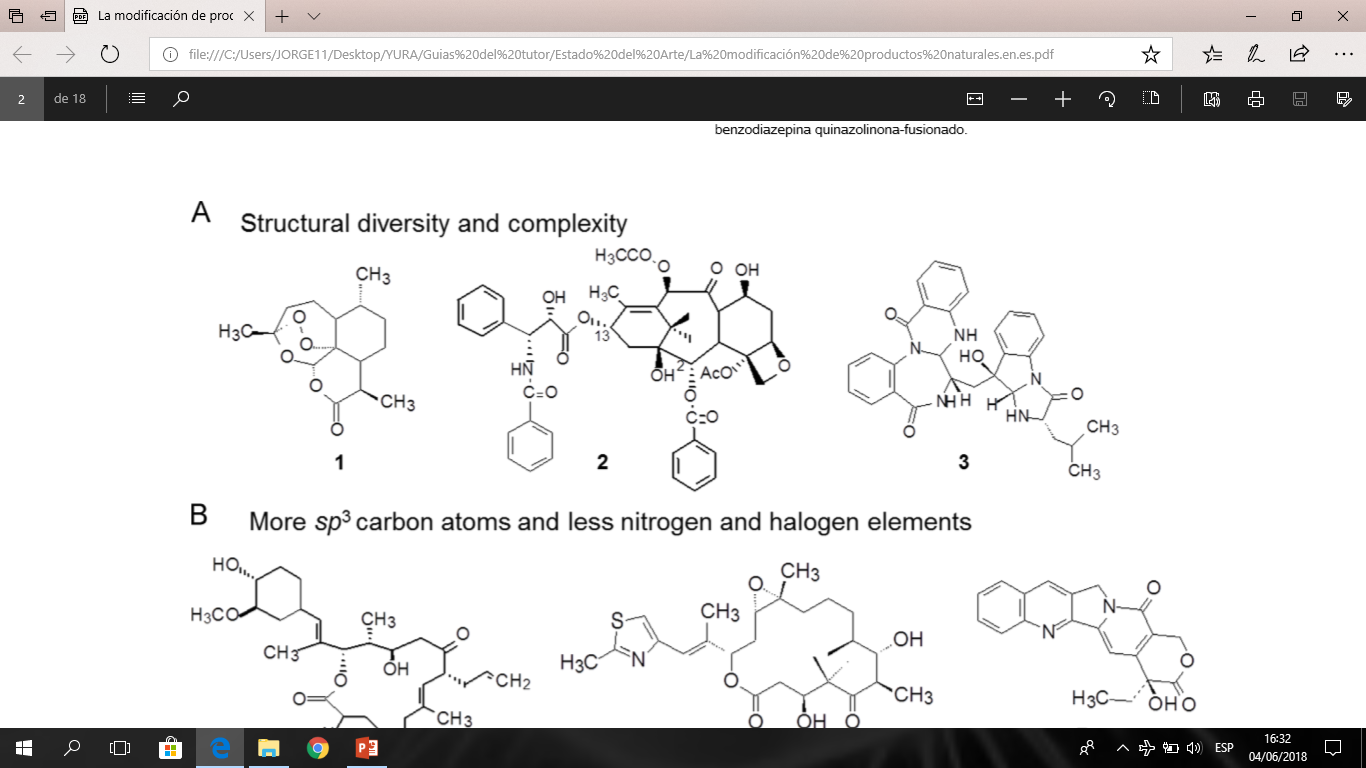 La modificación de proc
file:///C:/Users/JORGE11/Desktop/YURA/Guias%20del%20tutor/Estado%20del%20Arte/La%20modificación%20de%20productos%20naturales.en.es.pdf
2 de 18
benzodiazepina quinazolinona-fusionado.
A Structural diversity and complexity
CH3
H3C
O
O
O
O
CH3
O
1
H3CCO
O
O
OH
OH
H3C
O
13
O
HN
OH
2
AcO
O
C=O
O
C=O
2
O
N
NH
HO
N
O
NH
H
H
HN
O
CH3
CH3
3
B More sp3 carbon atoms and less nitrogen and halogen elements
HO
H3CO
CH3
CH3
OH
O
O
O
CH2
CH3
O
CH3
CH3
S
N
H3C
O
OH
CH3
O
OH
O
O
N
N
O
H3C
OH
O
ESP
16:32
04/06/2018